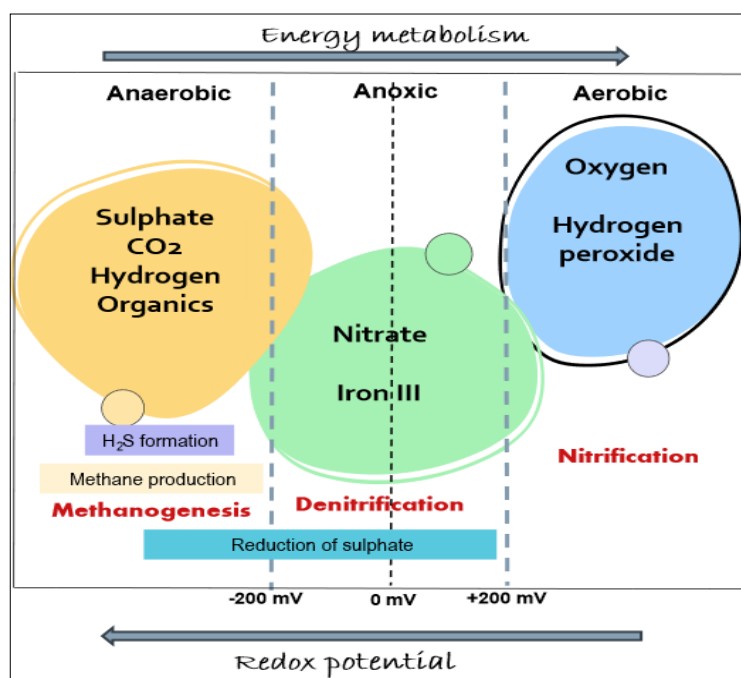 Energy metabolism
Anaerobic
Anoxic
Aerobic
Sulphate
CO2
Hydrogen
Organics
Nitrate
Iron III
Oxygen
Hydrogen
peroxide
H₂S formation
Methane production
Methanogenesis
Denitrification
Nitrification
Reduction of sulphate
-200 mV
0 mV
+200 mV
Redox potential